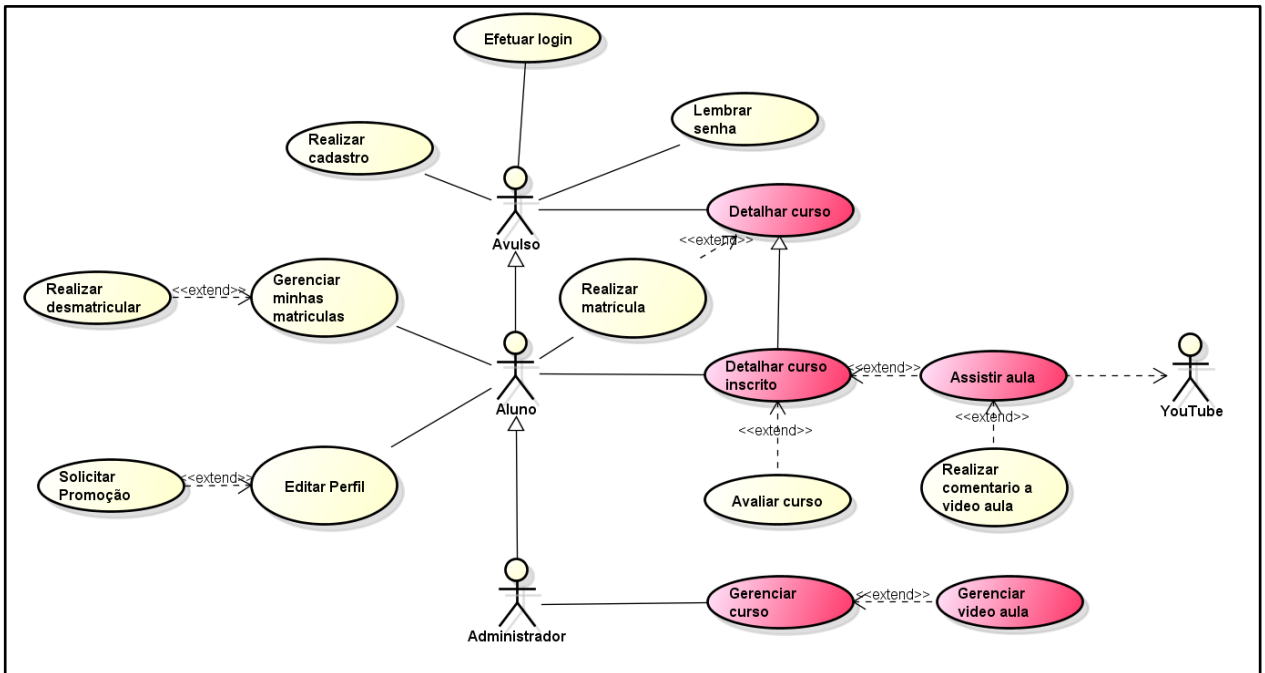 Efetuar login
Lembrar
senha
Realizar
cadastro
Detalhar curso
Avulso
<<extend>>
Realizar
desmatricular
<<extend>>
Gerenciar
minhas
matriculas
Realizar
matricula
Aluno
Detalhar curso
inscrito
<<extend>>
Assistir aula
YouTube
<<extend>>
<<extend>>
Solicitar
Promoção
<<extend>>
Editar Perfil
Avaliar curso
Realizar
comentario a
video aula
Administrador
Gerenciar
curso
<<extend>>
Gerenciar
video aula